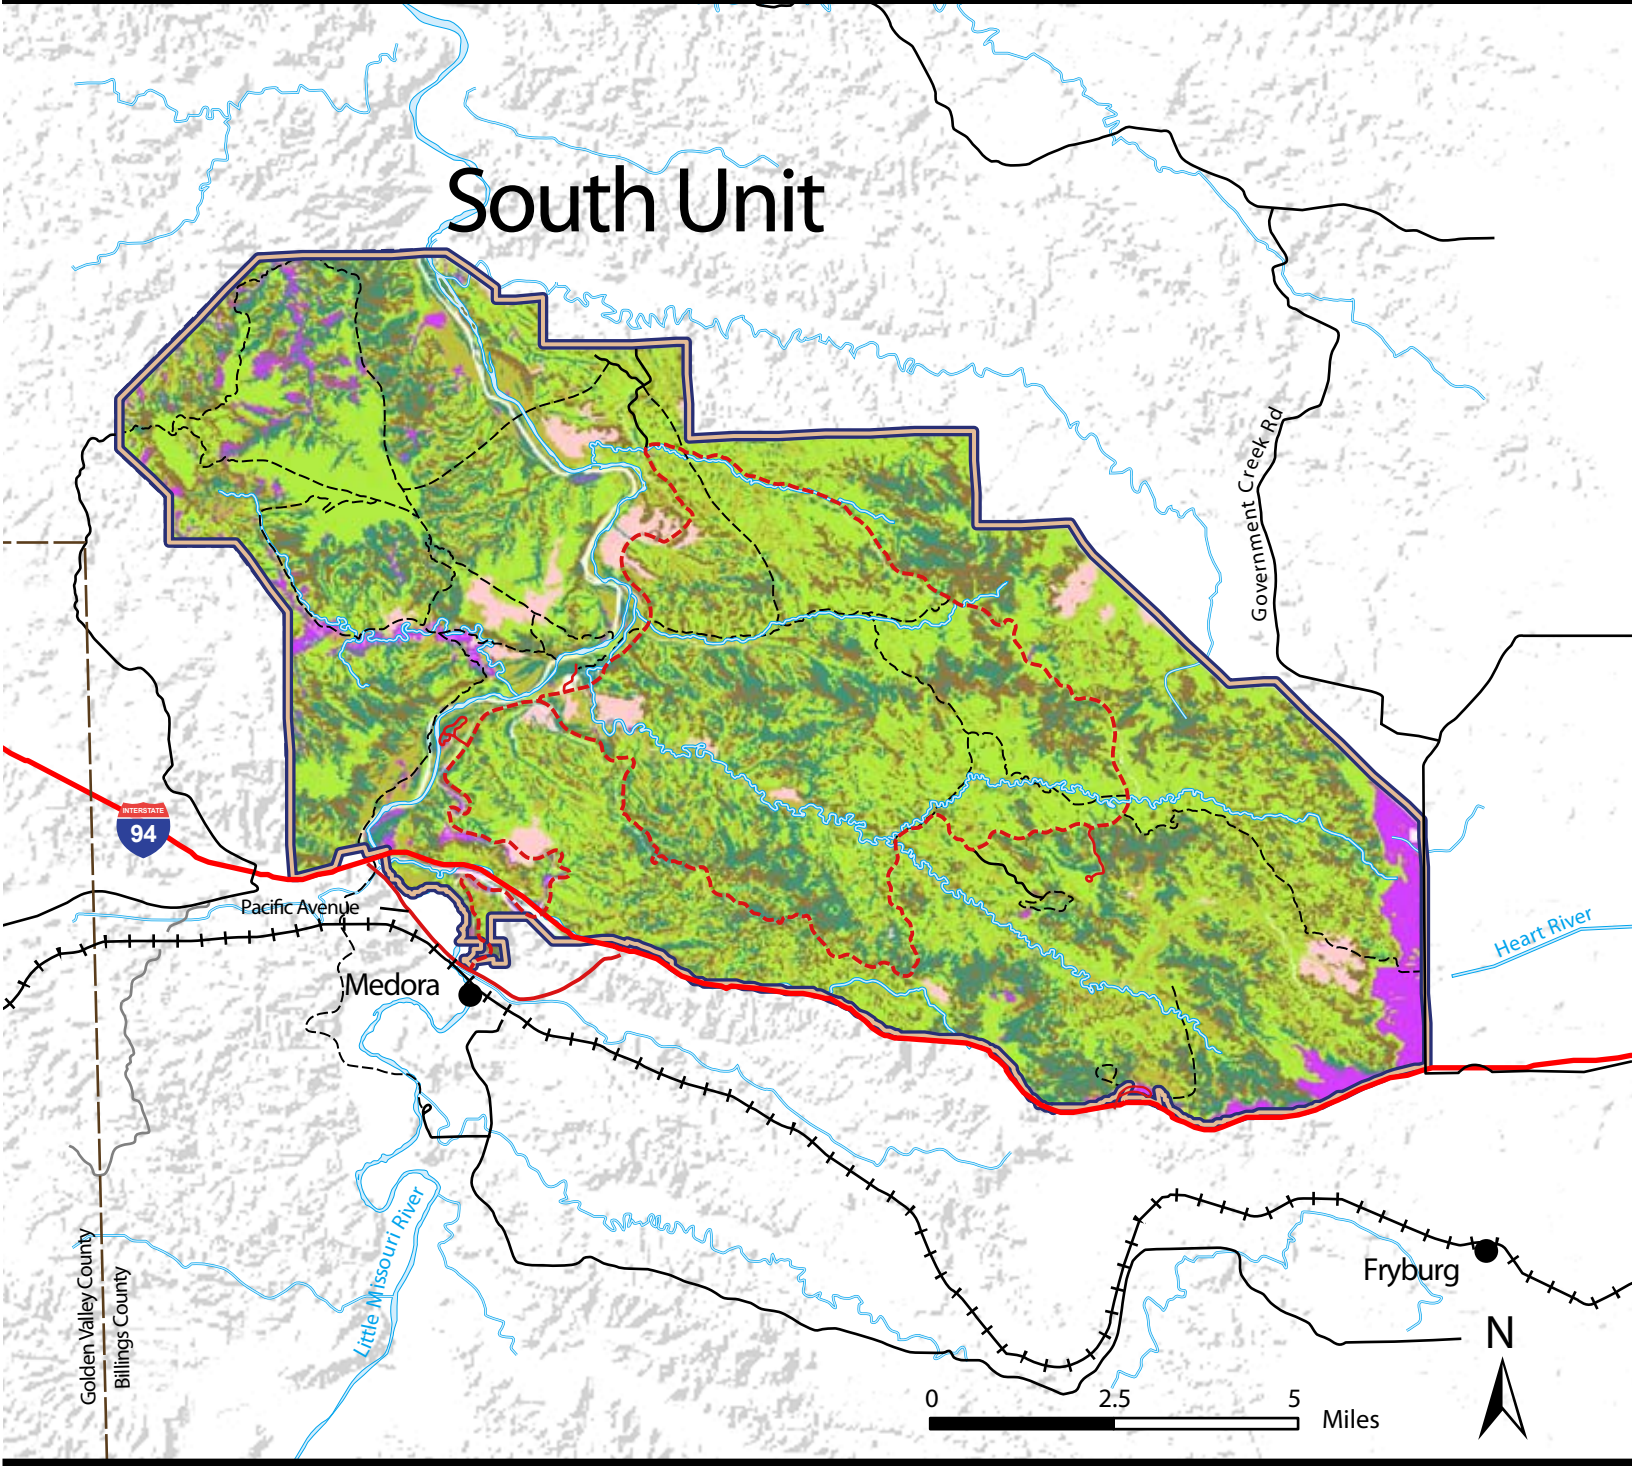 South Unit
Government Creek Rd
INTERSTATE
94
Pacific Avenue
Heart River
Medora
Little Missouri River
Golden Valley County
Billings County
Fryburg
N
0 2.5 5
Miles